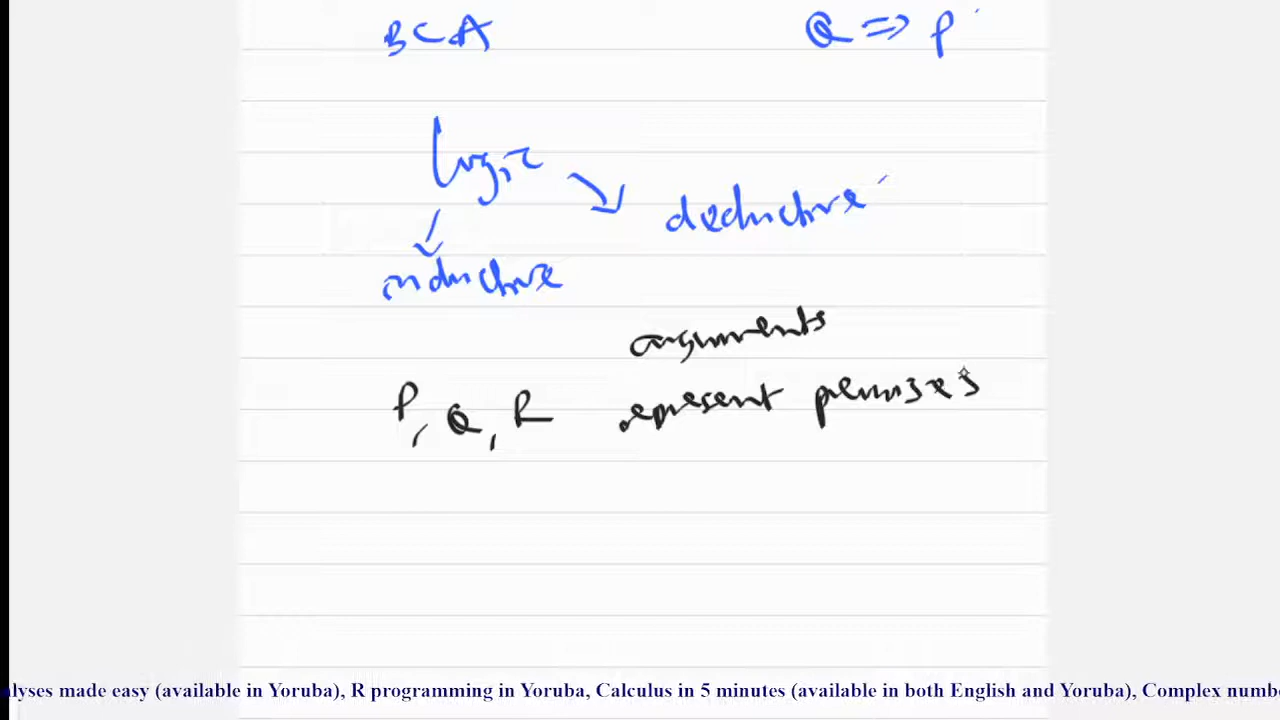 B ⊂ A Q => P
Logic
deductive
inductive
arguments
P, Q, R represent premises
alyses made easy (available in Yoruba), R programming in Yoruba, Calculus in 5 minutes (available in both English and Yoruba), Complex numbe